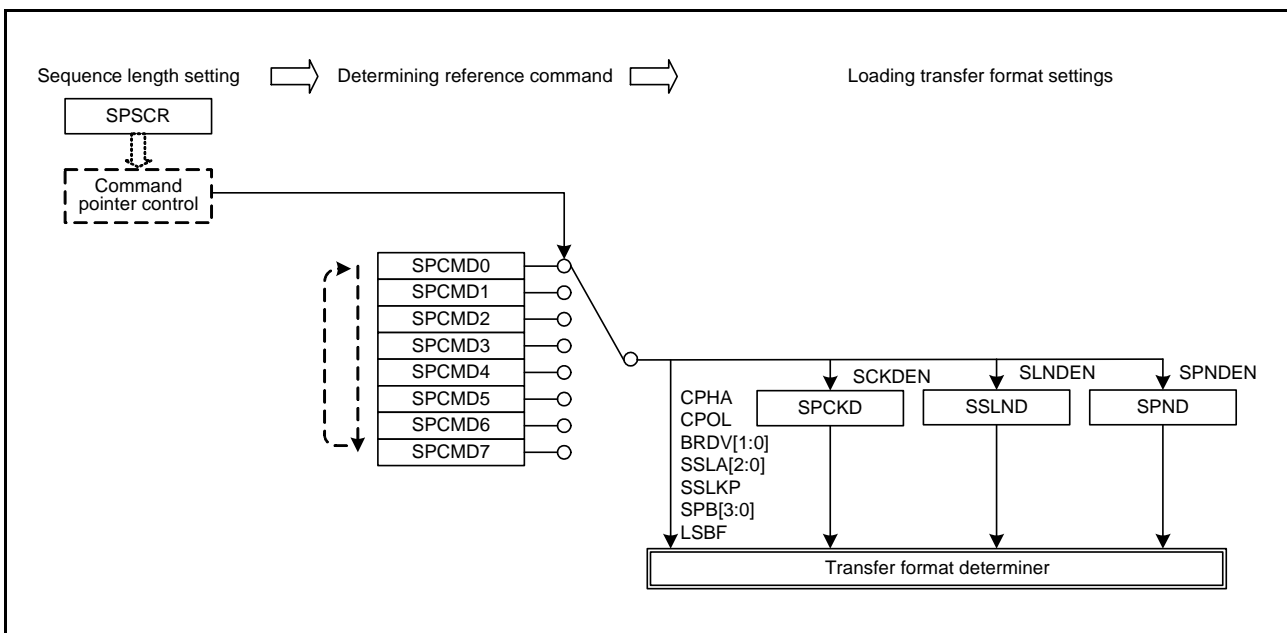 Sequence length setting
Determining reference command
Loading transfer format settings
SPSCR
Command
pointer control
SPCMD0
SPCMD1
SPCMD2
SPCMD3
SPCMD4
SPCMD5
SPCMD6
SPCMD7
CPHA
CPOL
BRDV[1:0]
SSLA[2:0]
SSLKP
SPB[3:0]
LSBF
SCKDEN
SPCKD
SLNDEN
SSLND
SPNDEN
SPND
Transfer format determiner